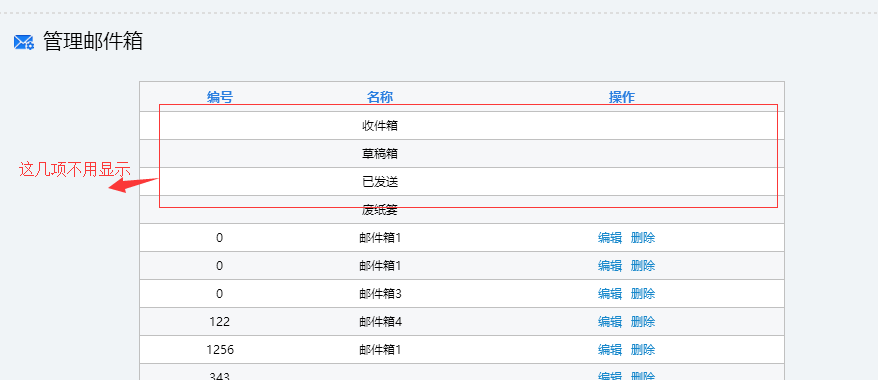 管理邮件箱
编号 名称 操作
收件箱
草稿箱
这几项不用显示
已发送
废纸篓
0 邮件箱1 编辑 删除
0 邮件箱1 编辑 删除
0 邮件箱3 编辑 删除
122 邮件箱4 编辑 删除
1256 邮件箱1 编辑 删除
343 编辑 删除